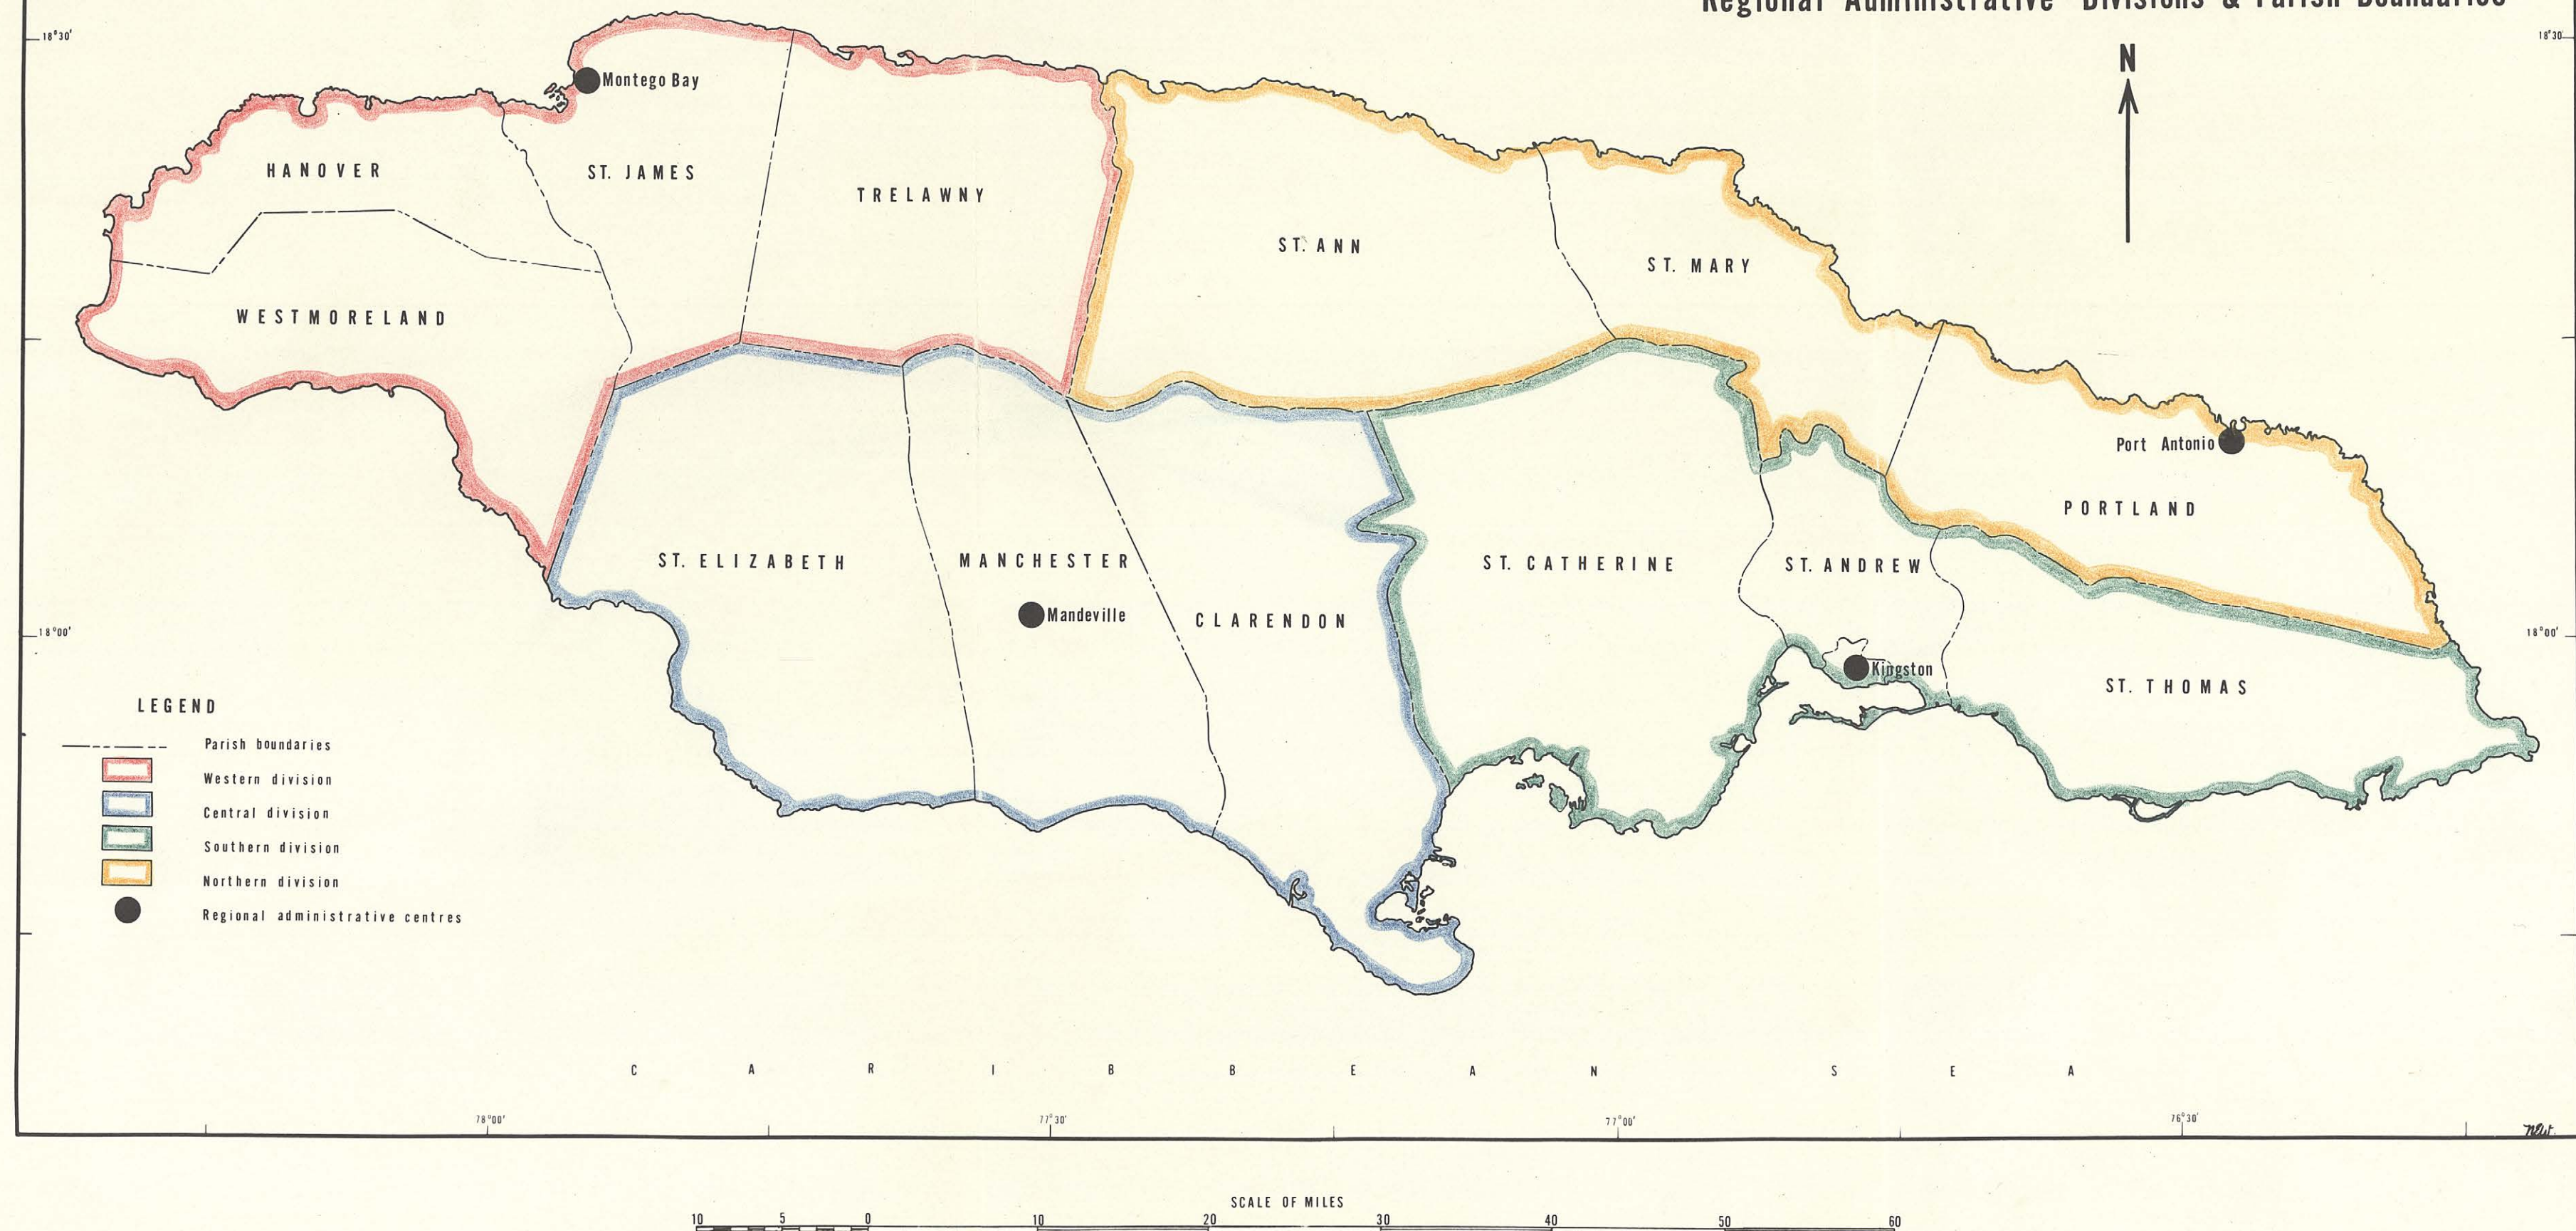 Regional Administrative Divisions & Parish Boundaries
18°30'
18°30'
N
Montego Bay
HANOVER
ST. JAMES
TRELAWNY
ST. ANN
ST. MARY
WESTMORELAND
Port Antonio
PORTLAND
ST. ELIZABETH
MANCHESTER
ST. CATHERINE
ST. ANDREW
Mandeville
CLARENDON
18°00'
18°00'
Kingston
ST. THOMAS
LEGEND
Parish boundaries
Western division
Central division
Southern division
Northern division
Regional administrative centres
CARIBBEAN SEA
78°00'
77°30'
77°00'
76°30'
SCALE OF MILES
10 5 0 10 20 30 40 50 60